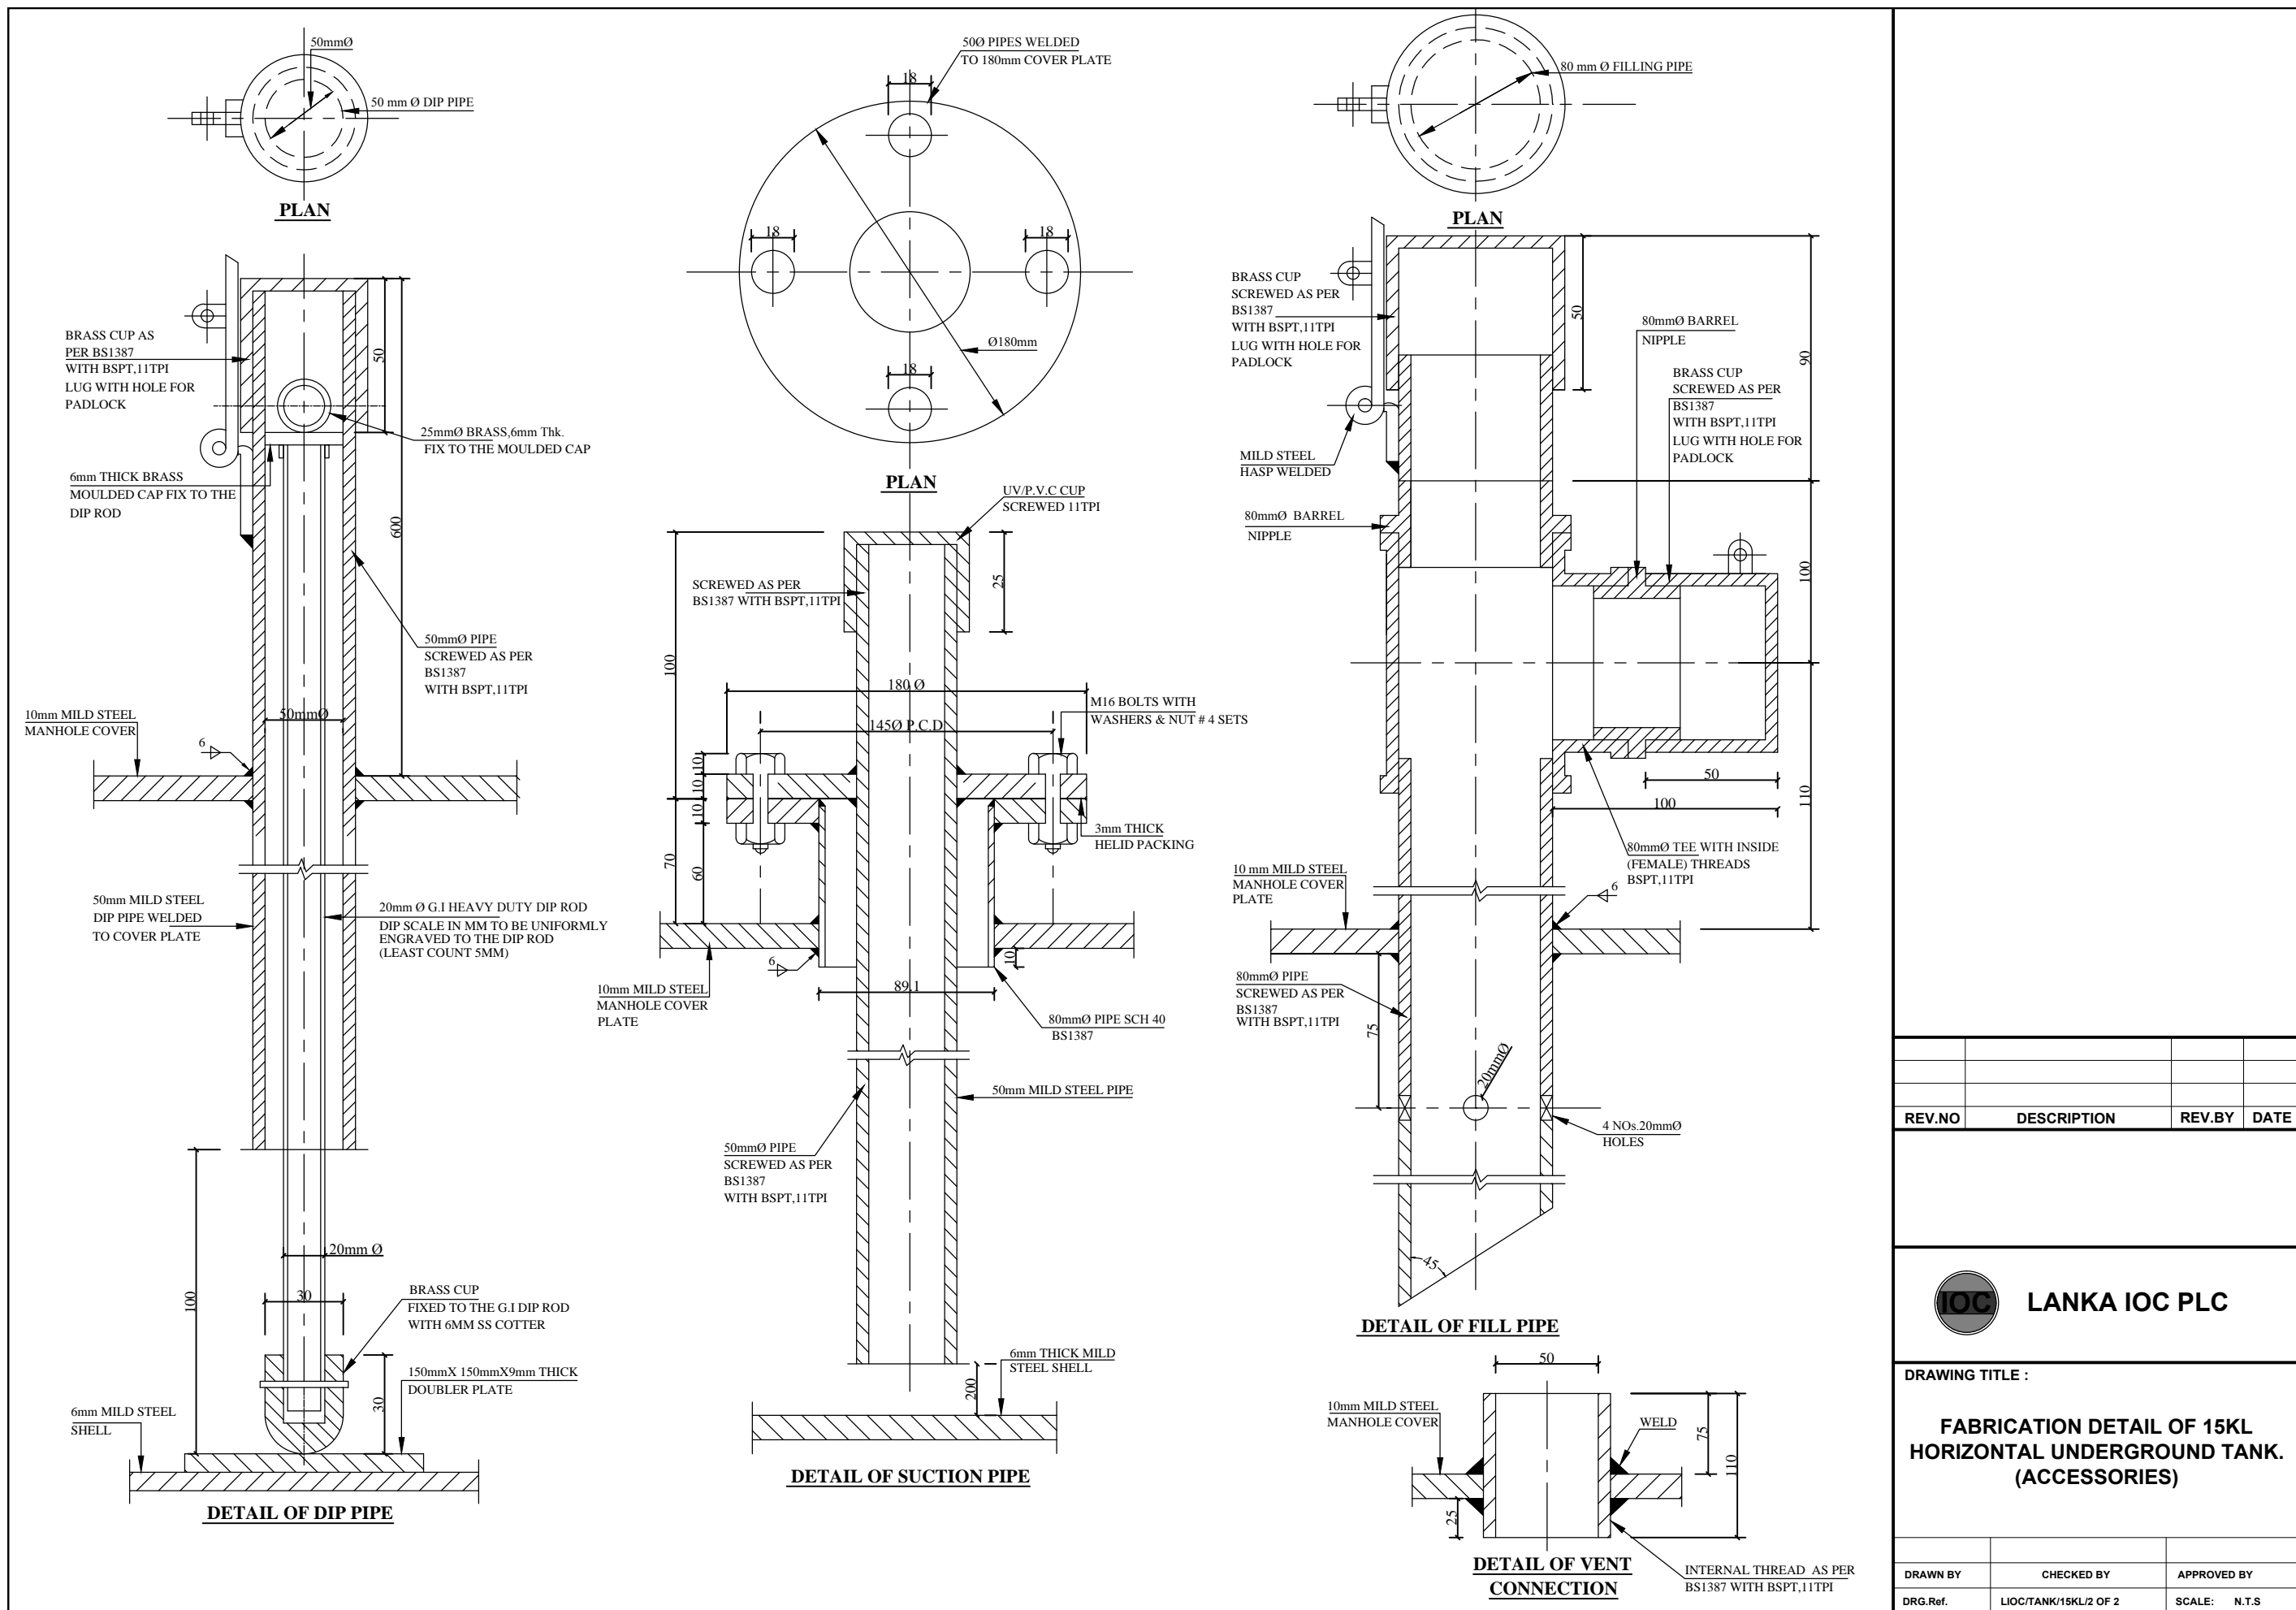 50mmØ
50 mm Ø DIP PIPE
PLAN
BRASS CUP AS
PER BS1387
WITH BSPT,11TPI
LUG WITH HOLE FOR
PADLOCK
50
600
25mmØ BRASS,6mm Thk.
FIX TO THE MOULDED CAP
6mm THICK BRASS
MOULDED CAP FIX TO THE
DIP ROD
50mmØ PIPE
SCREWED AS PER
BS1387
WITH BSPT,11TPI
10mm MILD STEEL
MANHOLE COVER
50mmØ
6
50mm MILD STEEL
DIP PIPE WELDED
TO COVER PLATE
20mm Ø G.I HEAVY DUTY DIP ROD
DIP SCALE IN MM TO BE UNIFORMLY
ENGRAVED TO THE DIP ROD
(LEAST COUNT 5MM)
100
20mm Ø
30
BRASS CUP
FIXED TO THE G.I DIP ROD
WITH 6MM SS COTTER
30
150mmX 150mmX9mm THICK
DOUBLER PLATE
6mm MILD STEEL
SHELL
DETAIL OF DIP PIPE
50Ø PIPES WELDED
TO 180mm COVER PLATE
18
18
18
18
Ø180mm
PLAN
UV/P.V.C CUP
SCREWED 11TPI
SCREWED AS PER
BS1387 WITH BSPT,11TPI
25
100
180 Ø
145Ø P.C.D
M16 BOLTS WITH
WASHERS & NUT # 4 SETS
10
10
10
70
60
3mm THICK
HELID PACKING
6
10
89.1
10mm MILD STEEL
MANHOLE COVER
PLATE
80mmØ PIPE SCH 40
BS1387
50mm MILD STEEL PIPE
50mmØ PIPE
SCREWED AS PER
BS1387
WITH BSPT,11TPI
6mm THICK MILD
STEEL SHELL
200
DETAIL OF SUCTION PIPE
80 mm Ø FILLING PIPE
PLAN
BRASS CUP
SCREWED AS PER
BS1387
WITH BSPT,11TPI
LUG WITH HOLE FOR
PADLOCK
50
90
80mmØ BARREL
NIPPLE
BRASS CUP
SCREWED AS PER
BS1387
WITH BSPT,11TPI
LUG WITH HOLE FOR
PADLOCK
MILD STEEL
HASP WELDED
80mmØ BARREL
NIPPLE
100
50
100
110
80mmØ TEE WITH INSIDE
(FEMALE) THREADS
BSPT,11TPI
10 mm MILD STEEL
MANHOLE COVER
PLATE
6
80mmØ PIPE
SCREWED AS PER
BS1387
WITH BSPT,11TPI
75
20mmØ
4 NOs.20mmØ
HOLES
45
DETAIL OF FILL PIPE
50
10mm MILD STEEL
MANHOLE COVER
WELD
75
110
25
DETAIL OF VENT
CONNECTION
INTERNAL THREAD AS PER
BS1387 WITH BSPT,11TPI
REV.NO DESCRIPTION REV.BY DATE
IOC
LANKA IOC PLC
DRAWING TITLE :
FABRICATION DETAIL OF 15KL
HORIZONTAL UNDERGROUND TANK.
(ACCESSORIES)
DRAWN BY CHECKED BY APPROVED BY
DRG.Ref. LIOC/TANK/15KL/2 OF 2 SCALE: N.T.S